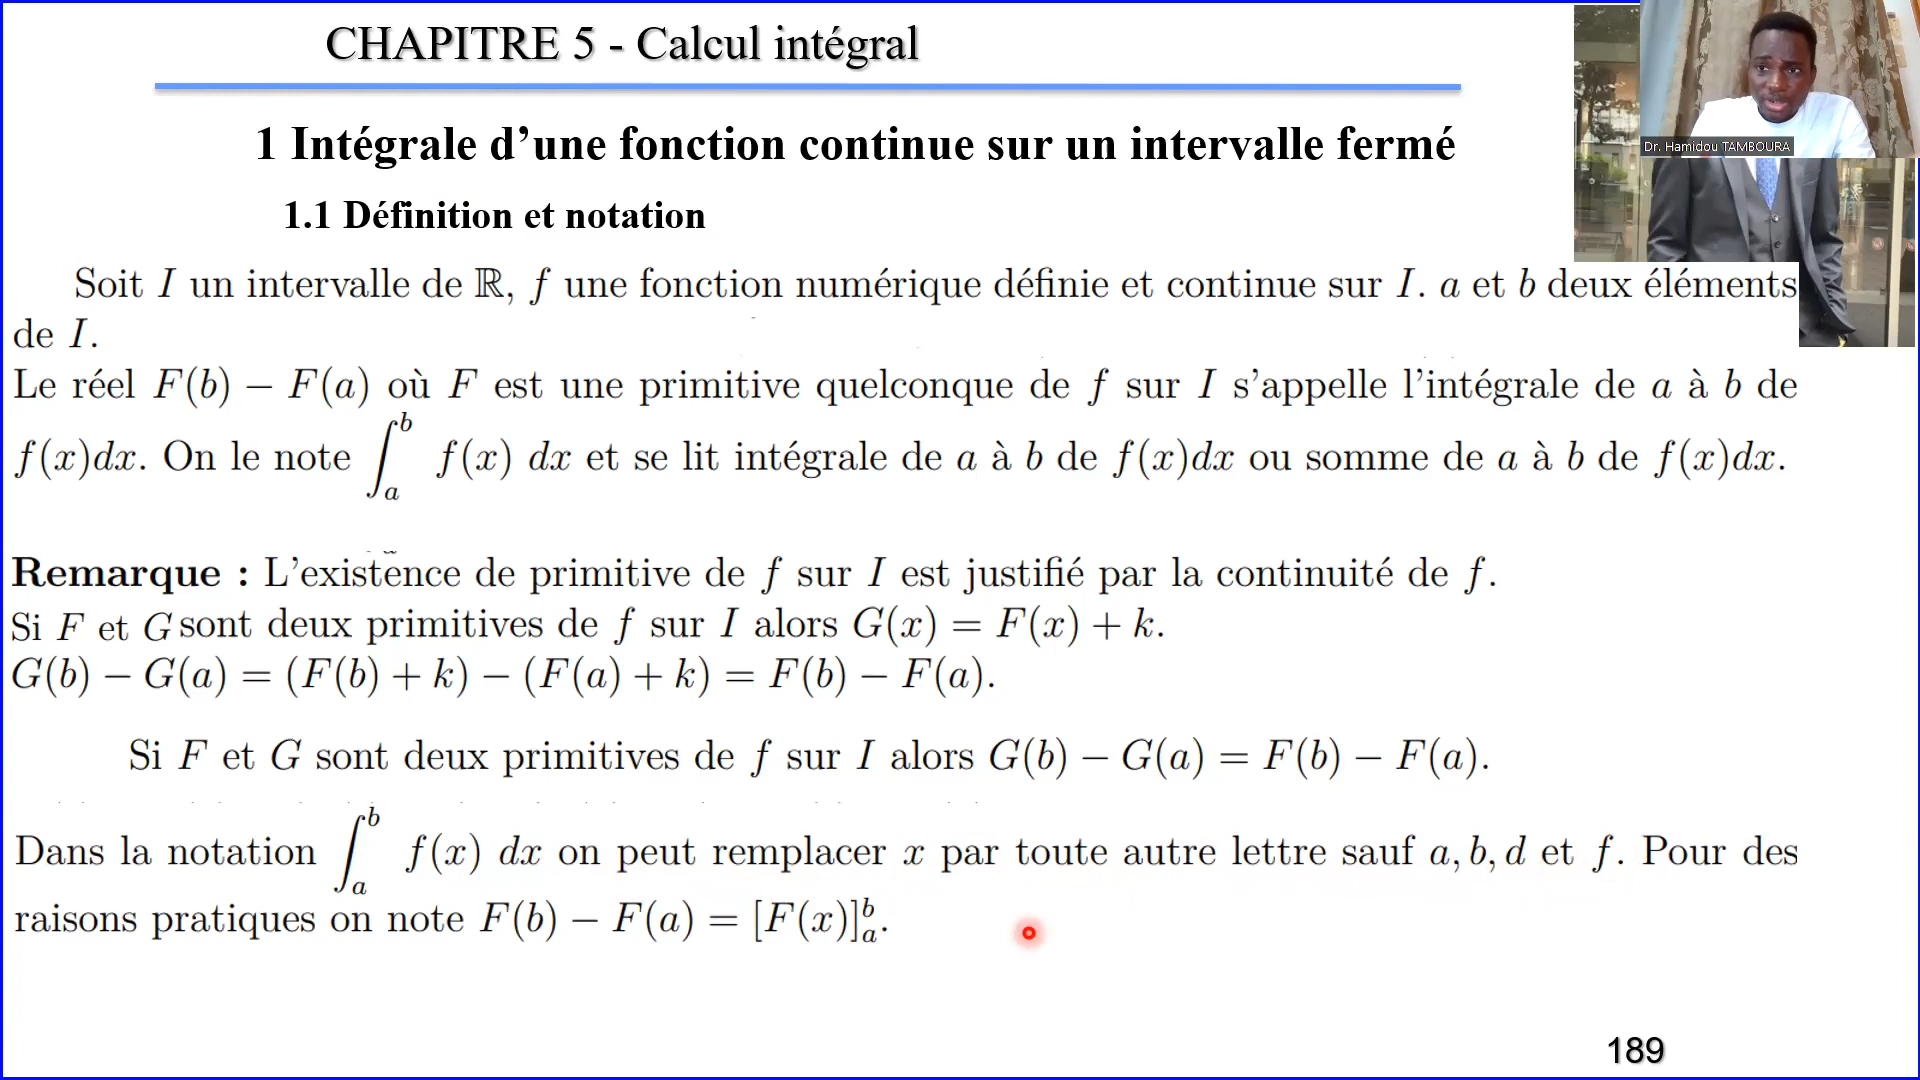 CHAPITRE 5 - Calcul intégral
Dr. Hamidou TAMBOURA
1 Intégrale d’une fonction continue sur un intervalle fermé
1.1 Définition et notation
Soit I un intervalle de ℝ, f une fonction numérique définie et continue sur I. a et b deux éléments
de I.
Le réel F(b) − F(a) où F est une primitive quelconque de f sur I s’appelle l’intégrale de a à b de
f(x)dx. On le note ∫_a^b f(x) dx et se lit intégrale de a à b de f(x)dx ou somme de a à b de f(x)dx.
Remarque : L’existence de primitive de f sur I est justifié par la continuité de f.
Si F et G sont deux primitives de f sur I alors G(x) = F(x) + k.
G(b) − G(a) = (F(b) + k) − (F(a) + k) = F(b) − F(a).
Si F et G sont deux primitives de f sur I alors G(b) − G(a) = F(b) − F(a).
Dans la notation ∫_a^b f(x) dx on peut remplacer x par toute autre lettre sauf a, b, d et f. Pour des
raisons pratiques on note F(b) − F(a) = [F(x)]_a^b.
189